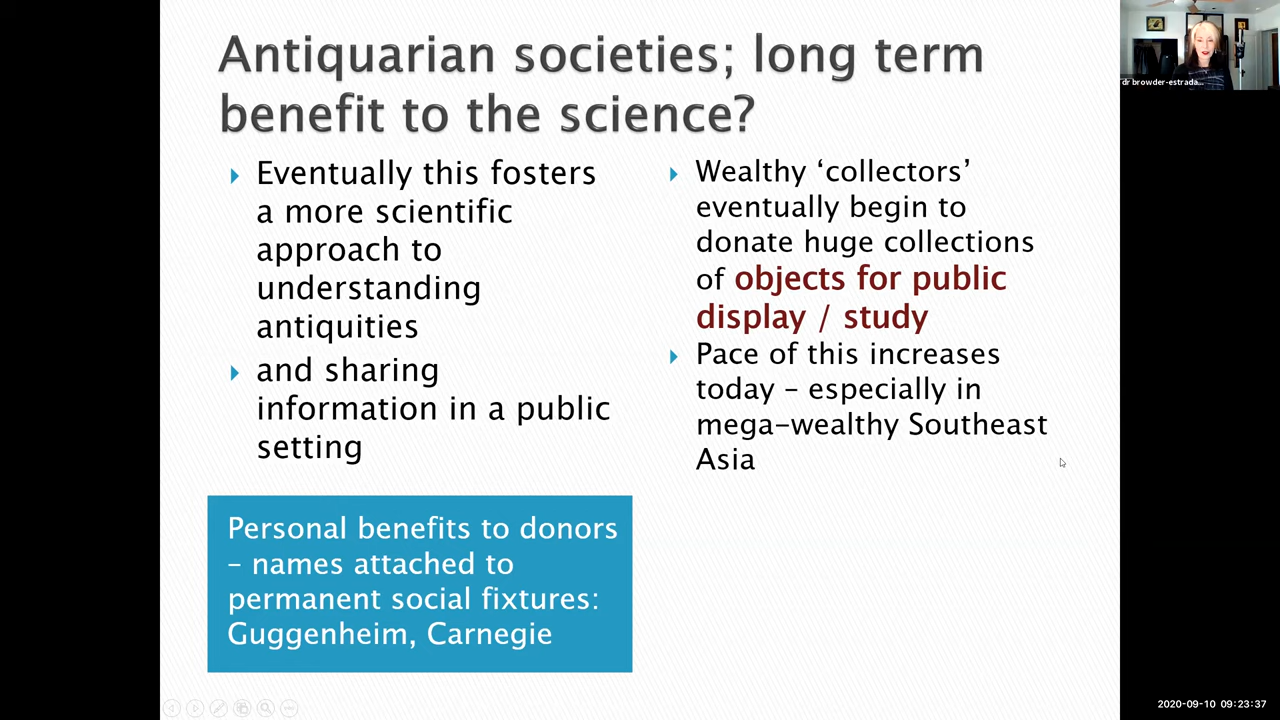 Antiquarian societies; long term
benefit to the science?
Eventually this fosters
a more scientific
approach to
understanding
antiquities
and sharing
information in a public
setting
Wealthy ‘collectors’
eventually begin to
donate huge collections
of objects for public
display / study
Pace of this increases
today – especially in
mega-wealthy Southeast
Asia
Personal benefits to donors
– names attached to
permanent social fixtures:
Guggenheim, Carnegie
dr browder-estrada...
2020-09-10 09:23:37